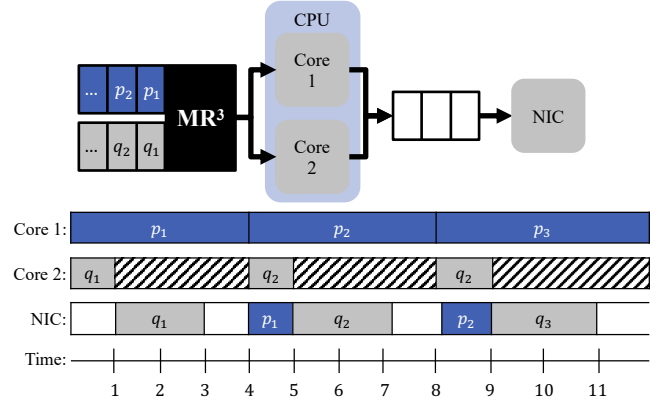 CPU
Core
1
... p₂ p₁
MR³
NIC
... q₂ q₁
Core
2
Core 1: p₁ p₂ p₃
Core 2: q₁ q₂ q₂
NIC: q₁ p₁ q₂ p₂ q₃
Time:
1 2 3 4 5 6 7 8 9 10 11